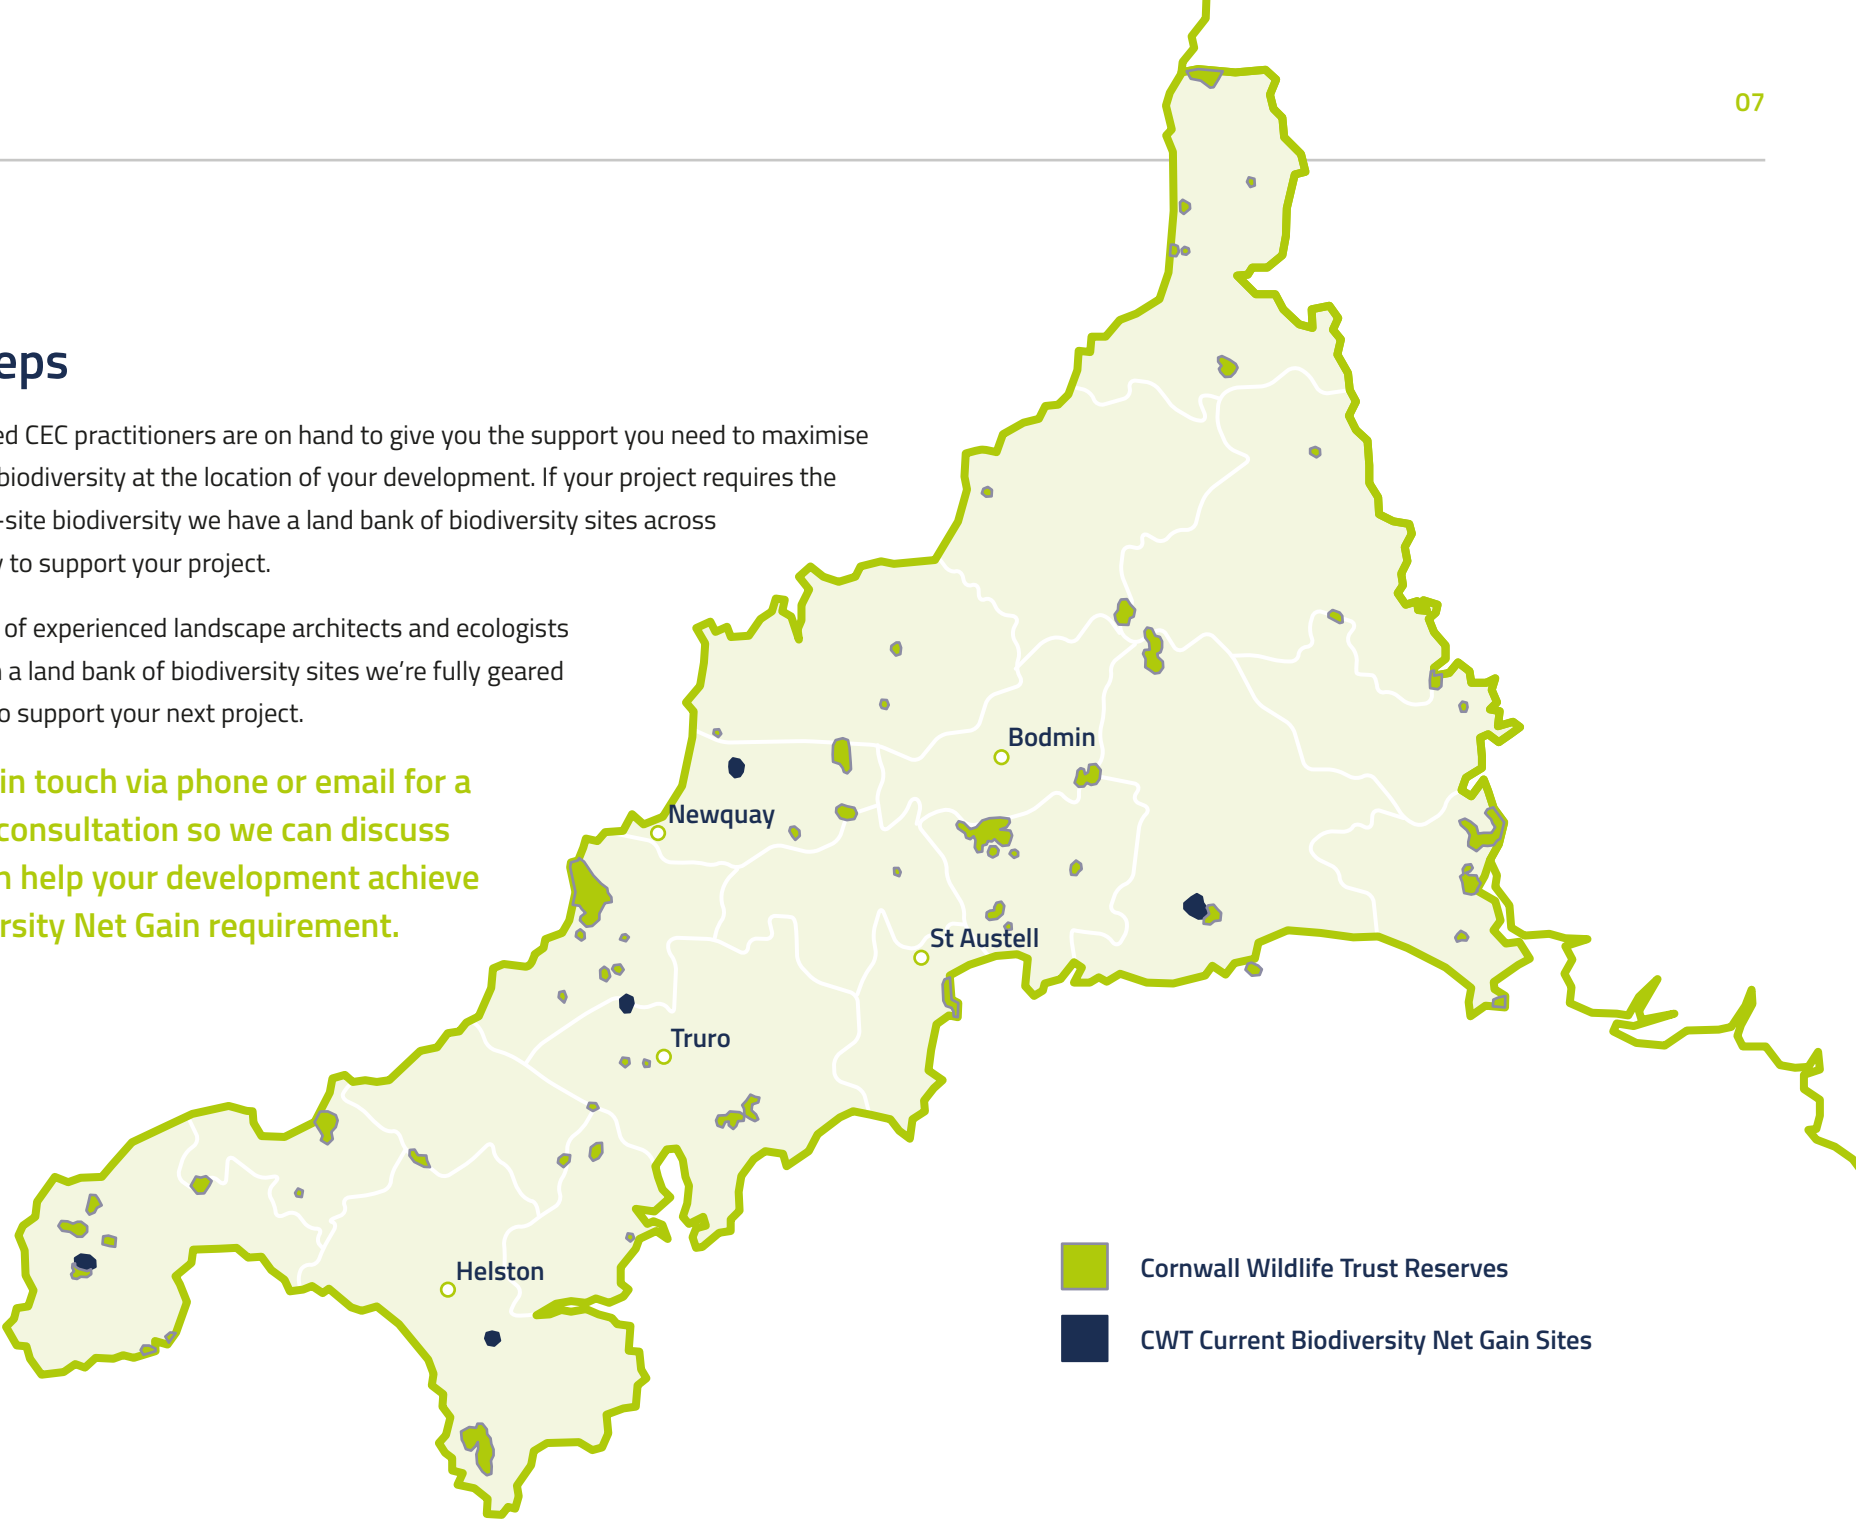 07
eps
ed CEC practitioners are on hand to give you the support you need to maximise
biodiversity at the location of your development. If your project requires the
-site biodiversity we have a land bank of biodiversity sites across
to support your project.
of experienced landscape architects and ecologists
a land bank of biodiversity sites we're fully geared
o support your next project.
in touch via phone or email for a
consultation so we can discuss
n help your development achieve
rsity Net Gain requirement.
Bodmin
Newquay
St Austell
Truro
Helston
Cornwall Wildlife Trust Reserves
CWT Current Biodiversity Net Gain Sites